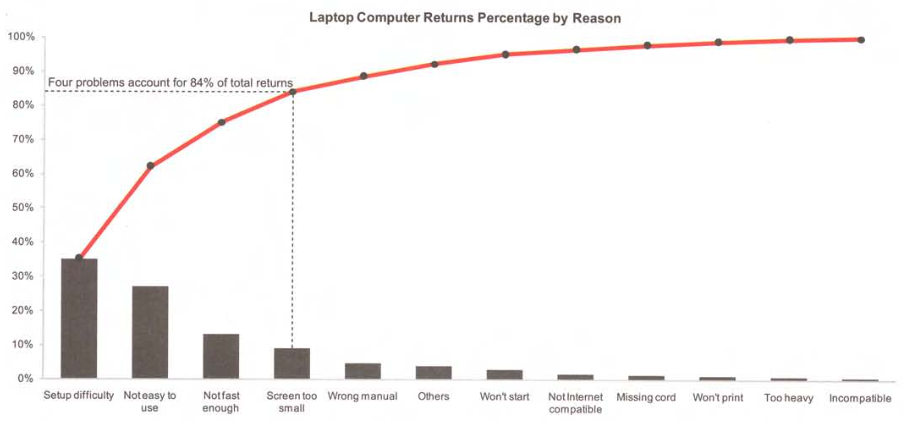 Laptop Computer Returns Percentage by Reason
100%
90%
Four problems account for 84% of total returns
80%
70%
60%
50%
40%
30%
20%
10%
0%
Setup difficulty
Not easy to
use
Not fast
enough
Screen too
small
Wrong manual
Others
Won't start
Not Internet
compatible
Missing cord
Won't print
Too heavy
Incompatible